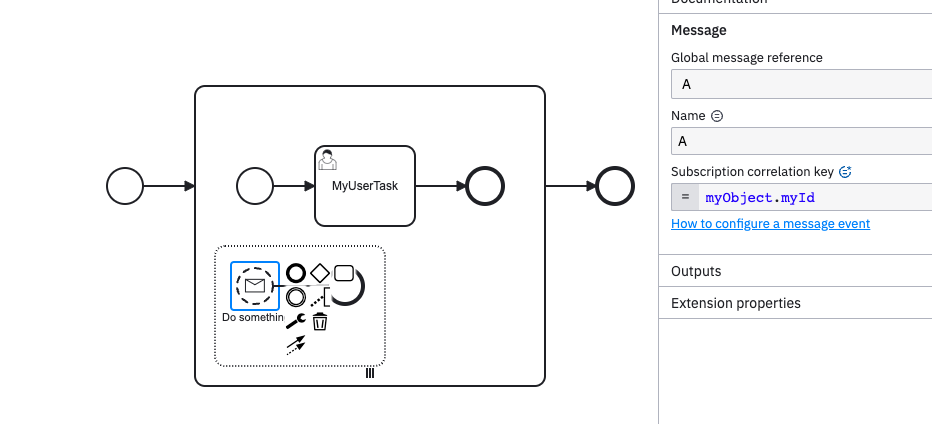 Documentation
Message
Global message reference
A
Name
A
MyUserTask
Subscription correlation key
= myObject.myId
How to configure a message event
Outputs
Do somethin
Extension properties